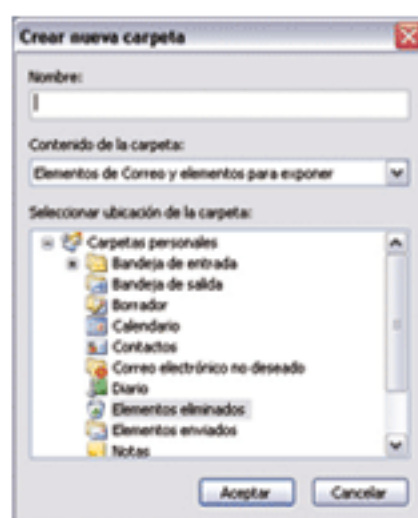 Crear nueva carpeta
Nombre:
Contenido de la carpeta:
Elementos de Correo y elementos para exponer
Seleccionar ubicación de la carpeta:
Carpetas personales
Bandeja de entrada
Bandeja de salida
Borrador
Calendario
Contactos
Correo electrónico no deseado
Diario
Elementos eliminados
Elementos enviados
Notas
Aceptar Cancelar